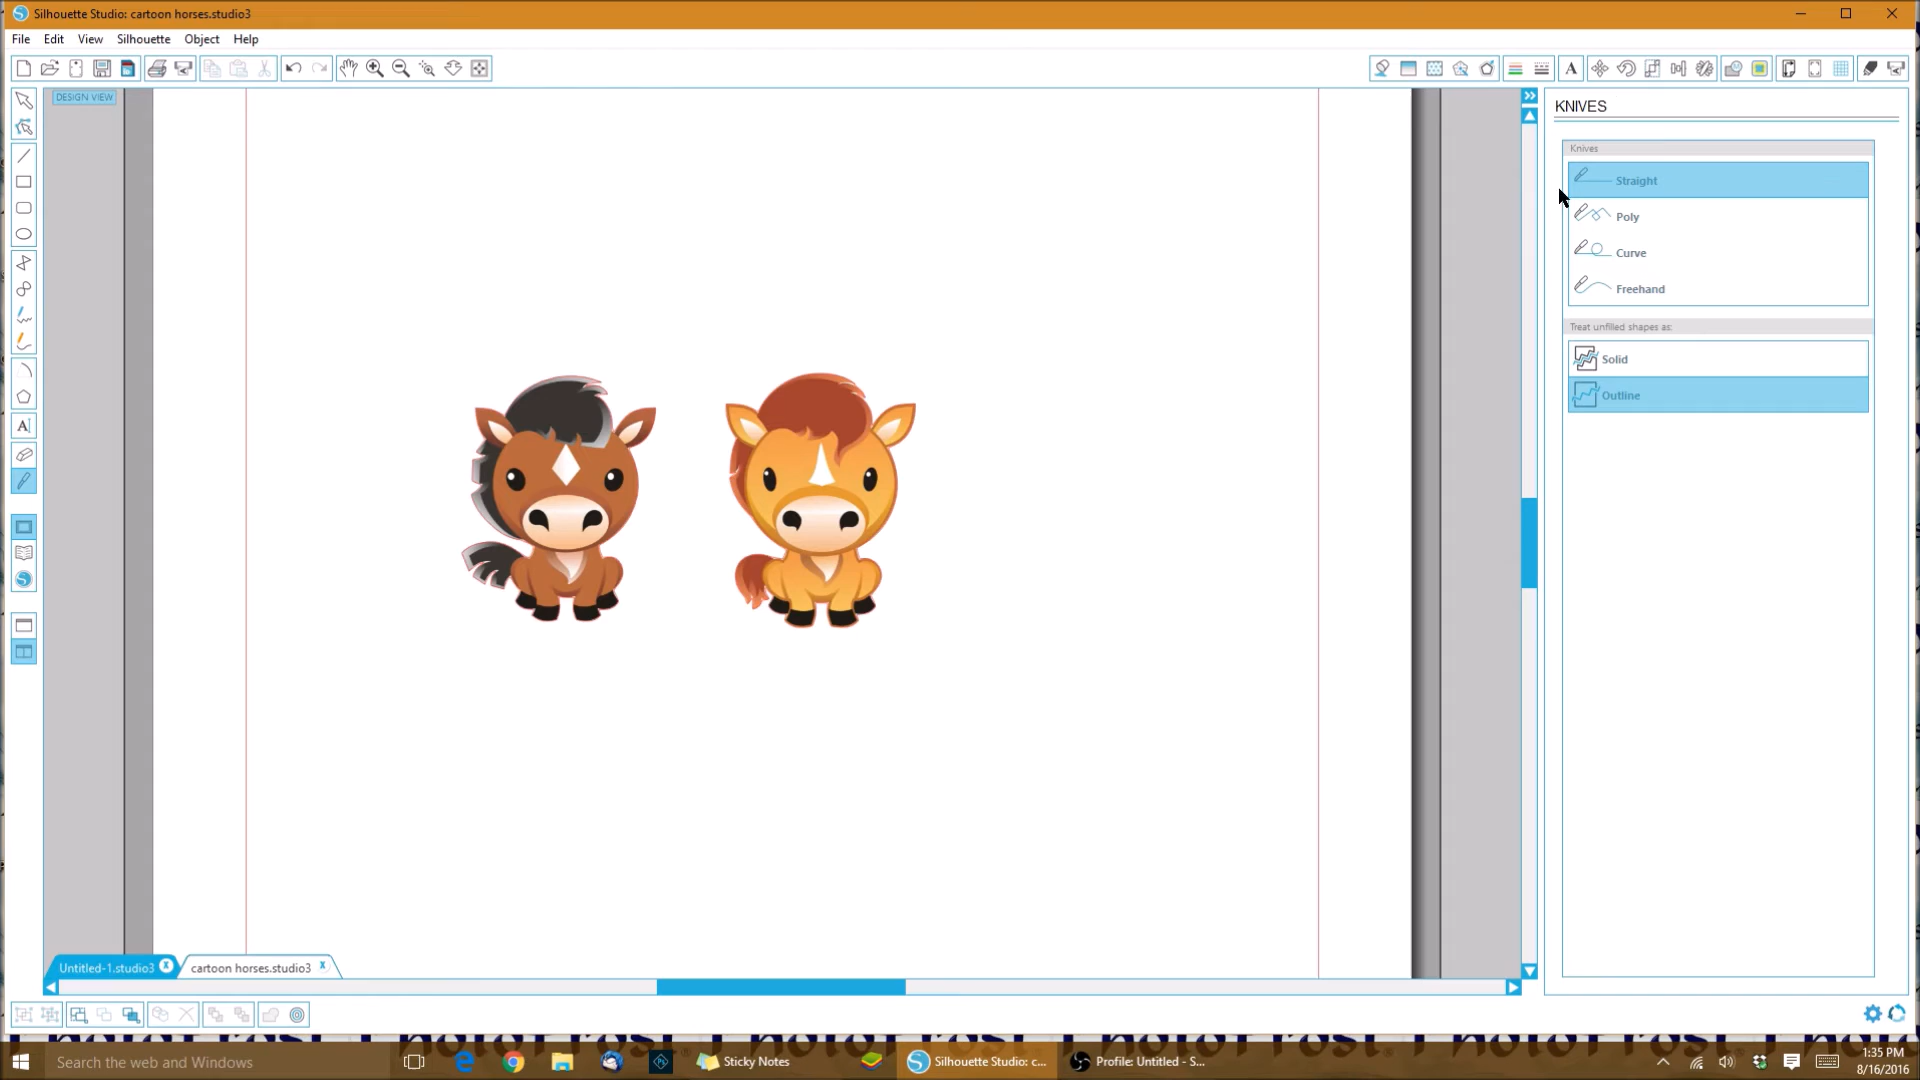 Silhouette Studio: cartoon horses.studio3
File Edit View Silhouette Object Help
DESIGN VIEW
KNIVES
Knives
Straight
Poly
Curve
Freehand
Treat unfilled shapes as:
Solid
Outline
Untitled-1.studio3 x cartoon horses.studio3 x
Search the web and Windows
Sticky Notes
Silhouette Studio: c...
Profile: Untitled - S...
1:35 PM
8/16/2016